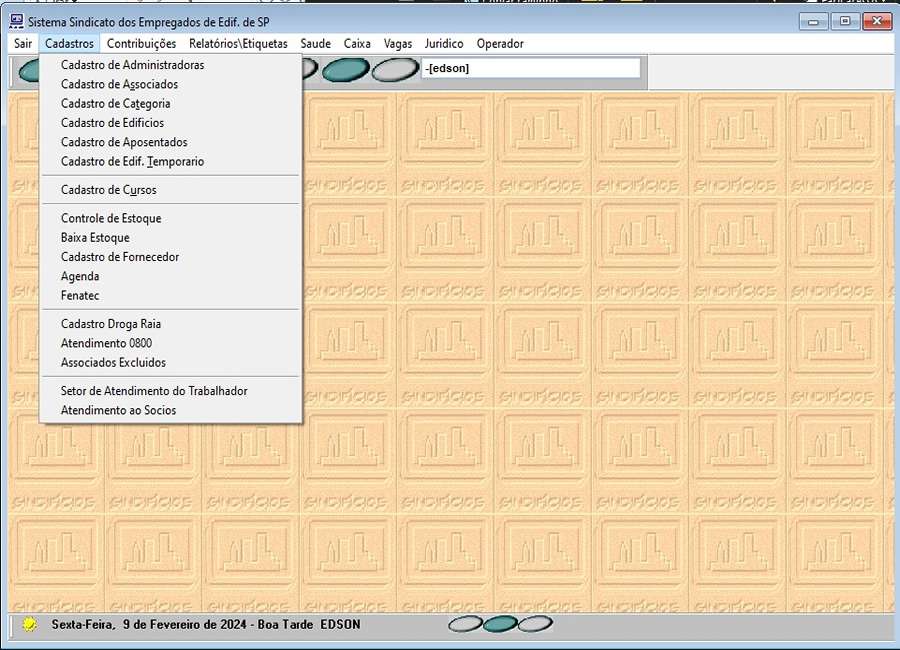 Sistema Sindicato dos Empregados de Edif. de SP
Sair Cadastros Contribuições Relatórios\Etiquetas Saude Caixa Vagas Juridico Operador
-[edson]
Cadastro de Administradoras
Cadastro de Associados
Cadastro de Categoria
Cadastro de Edificios
Cadastro de Aposentados
Cadastro de Edif. Temporario
Cadastro de Cursos
Controle de Estoque
Baixa Estoque
Cadastro de Fornecedor
Agenda
Fenatec
Cadastro Droga Raia
Atendimento 0800
Associados Excluidos
Setor de Atendimento do Trabalhador
Atendimento ao Socios
SINDIFÍCIOS
Sexta-Feira, 9 de Fevereiro de 2024 - Boa Tarde EDSON